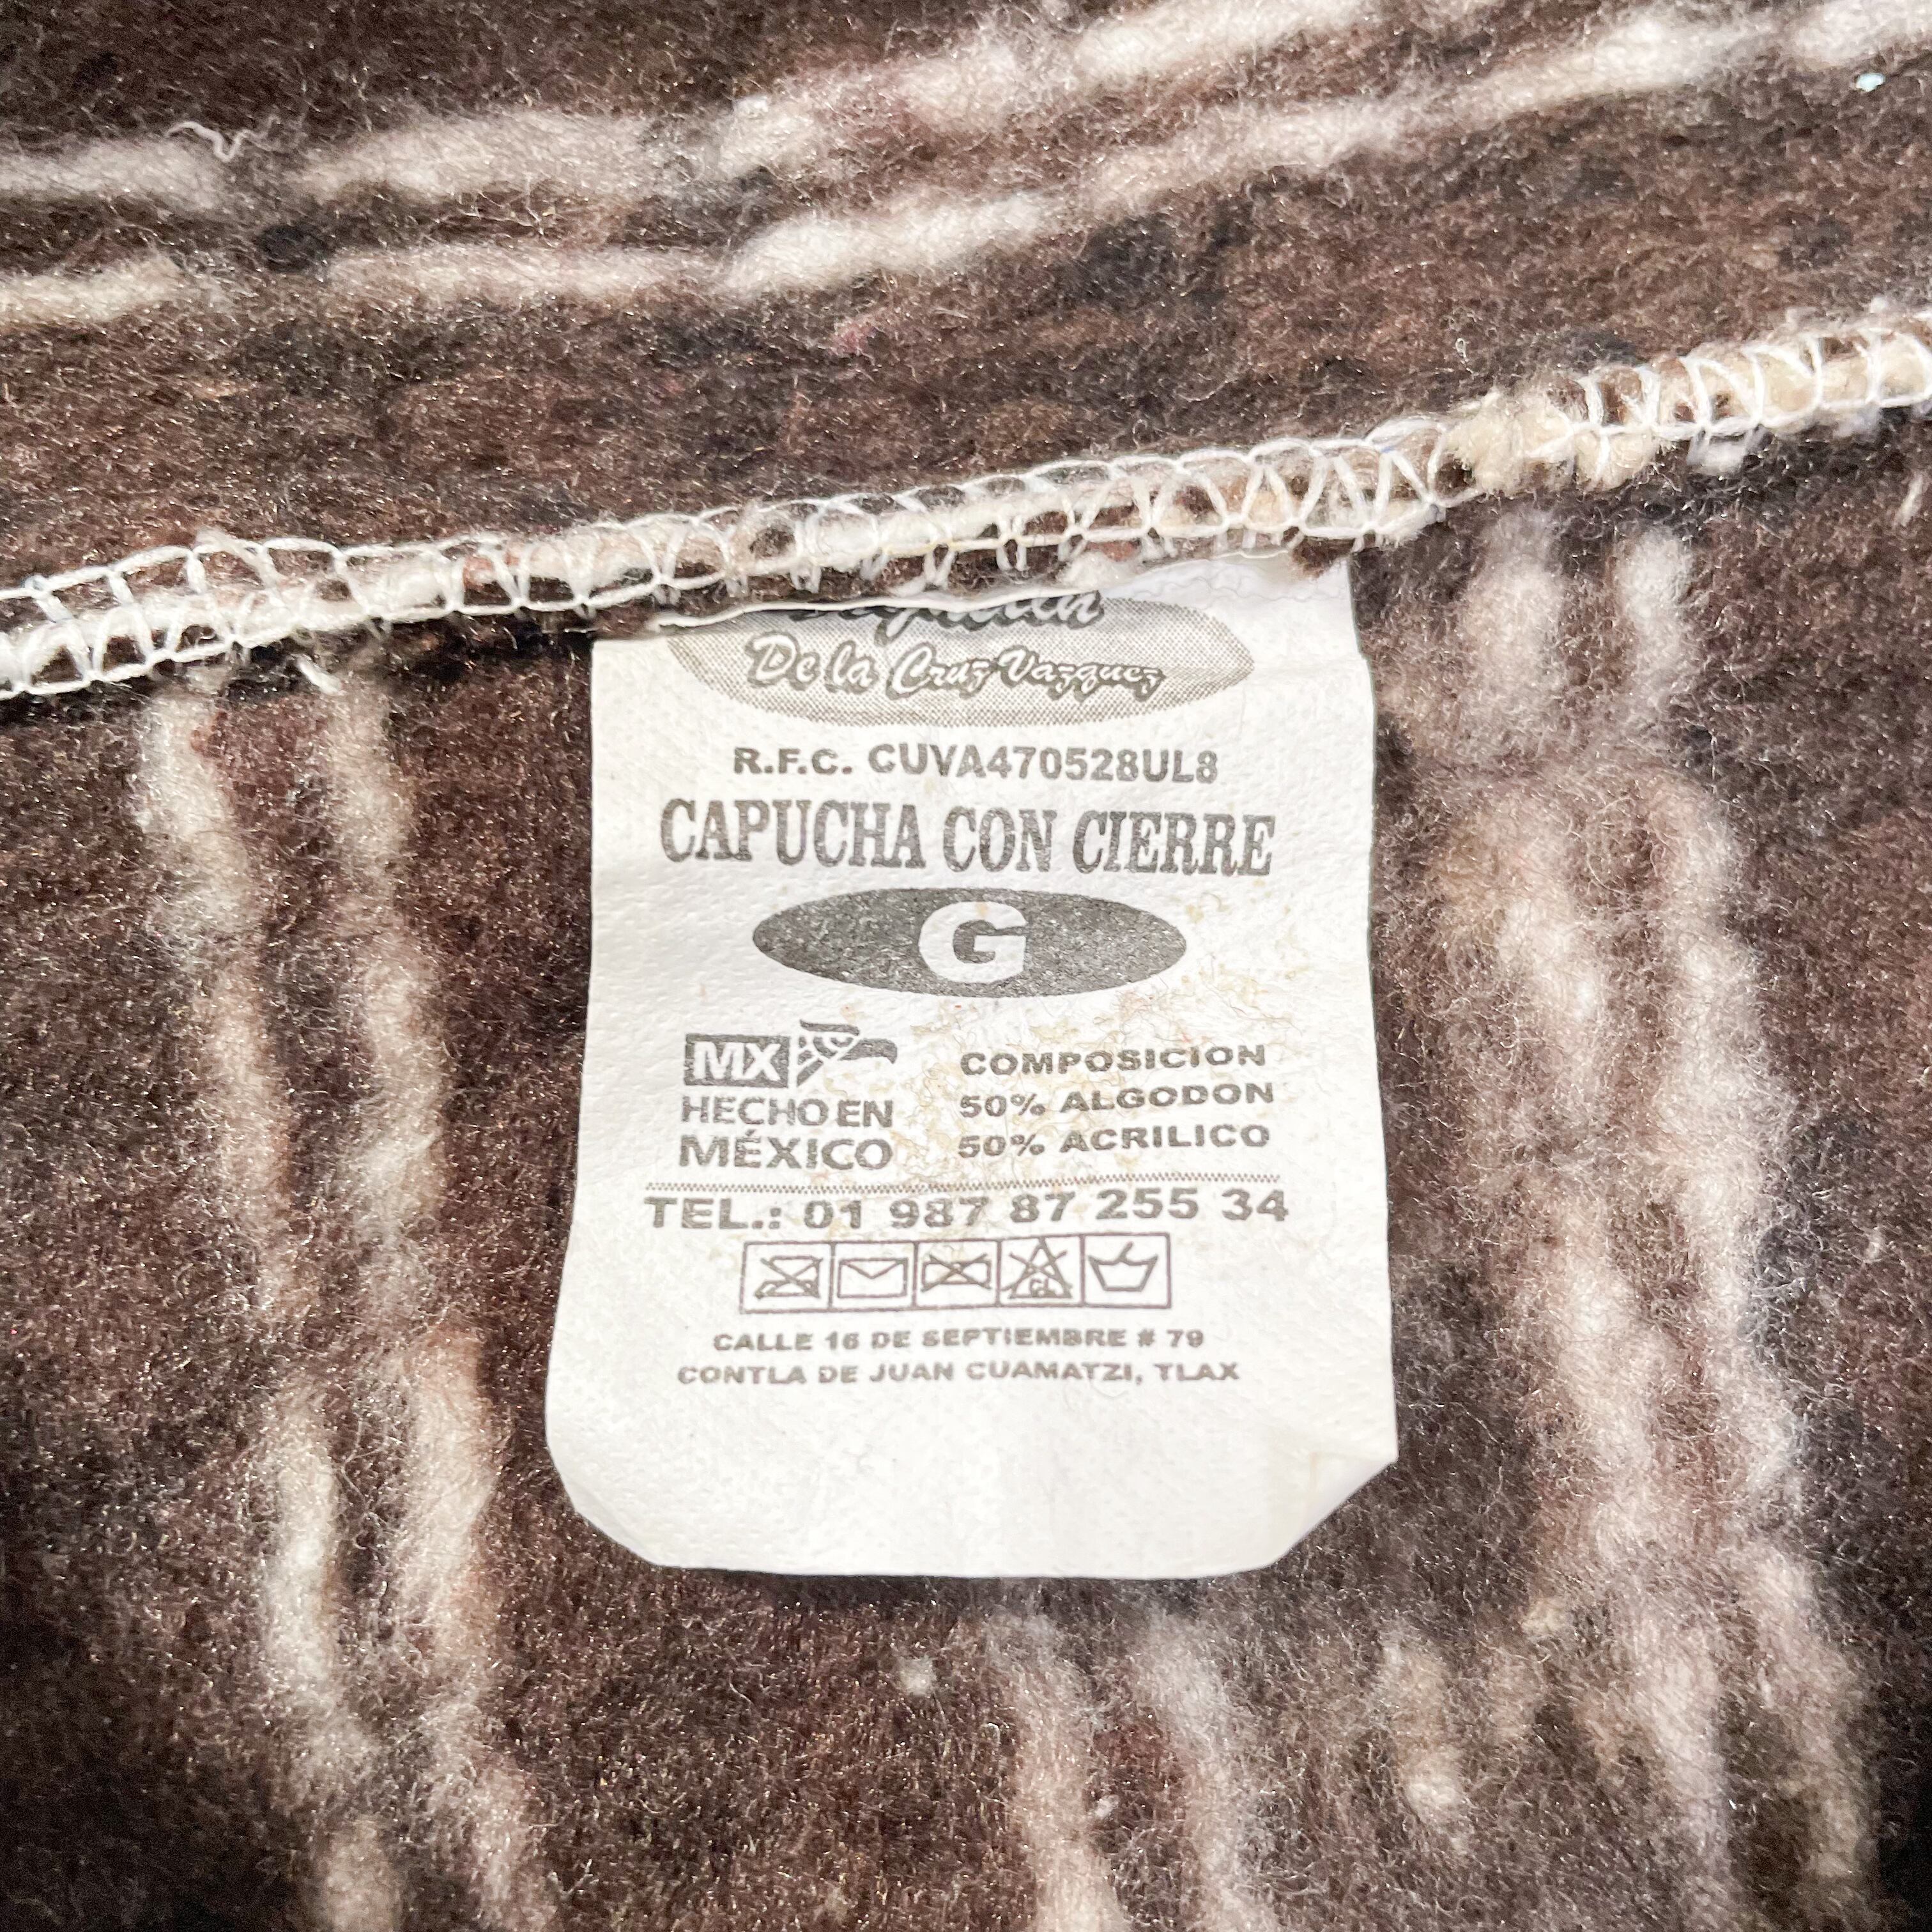 De la Cruz Vazquez
R.F.C. CUVA470528UL8
CAPUCHA CON CIERRE
G
MX
HECHO EN
MÉXICO
COMPOSICION
50% ALGODON
50% ACRILICO
TEL.: 01 987 87 255 34
CL
CALLE 16 DE SEPTIEMBRE # 79
CONTLA DE JUAN CUAMATZI, TLAX